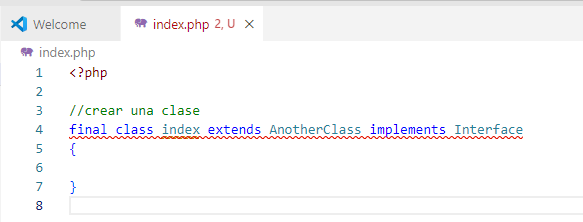 Welcome
index.php 2, U
index.php
1 <?php
2
3 //crear una clase
4 final class index extends AnotherClass implements Interface
5 {
6
7 }
8